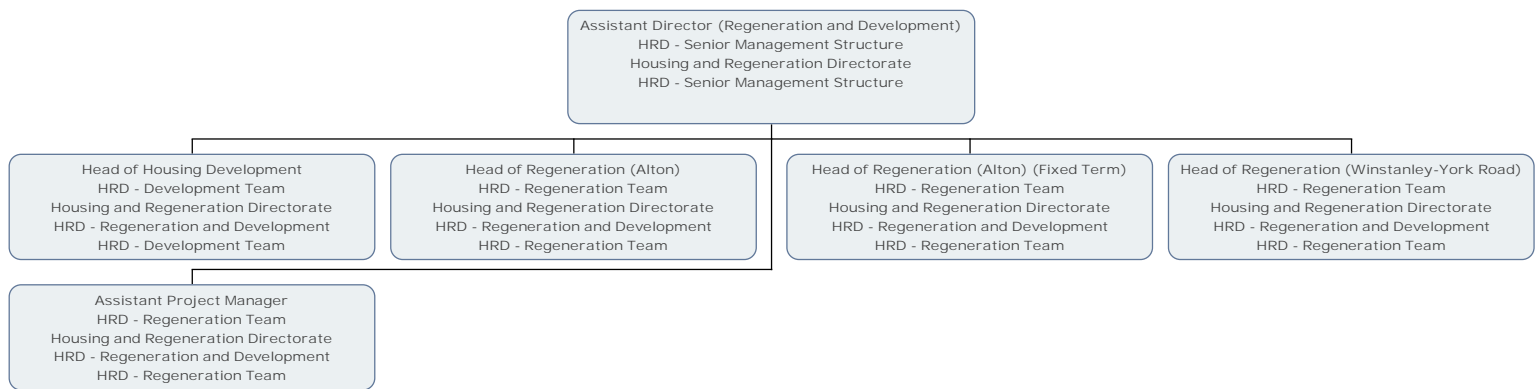 Assistant Director (Regeneration and Development)
HRD - Senior Management Structure
Housing and Regeneration Directorate
HRD - Senior Management Structure
Head of Housing Development
HRD - Development Team
Housing and Regeneration Directorate
HRD - Regeneration and Development
HRD - Development Team
Head of Regeneration (Alton)
HRD - Regeneration Team
Housing and Regeneration Directorate
HRD - Regeneration and Development
HRD - Regeneration Team
Head of Regeneration (Alton) (Fixed Term)
HRD - Regeneration Team
Housing and Regeneration Directorate
HRD - Regeneration and Development
HRD - Regeneration Team
Head of Regeneration (Winstanley-York Road)
HRD - Regeneration Team
Housing and Regeneration Directorate
HRD - Regeneration and Development
HRD - Regeneration Team
Assistant Project Manager
HRD - Regeneration Team
Housing and Regeneration Directorate
HRD - Regeneration and Development
HRD - Regeneration Team